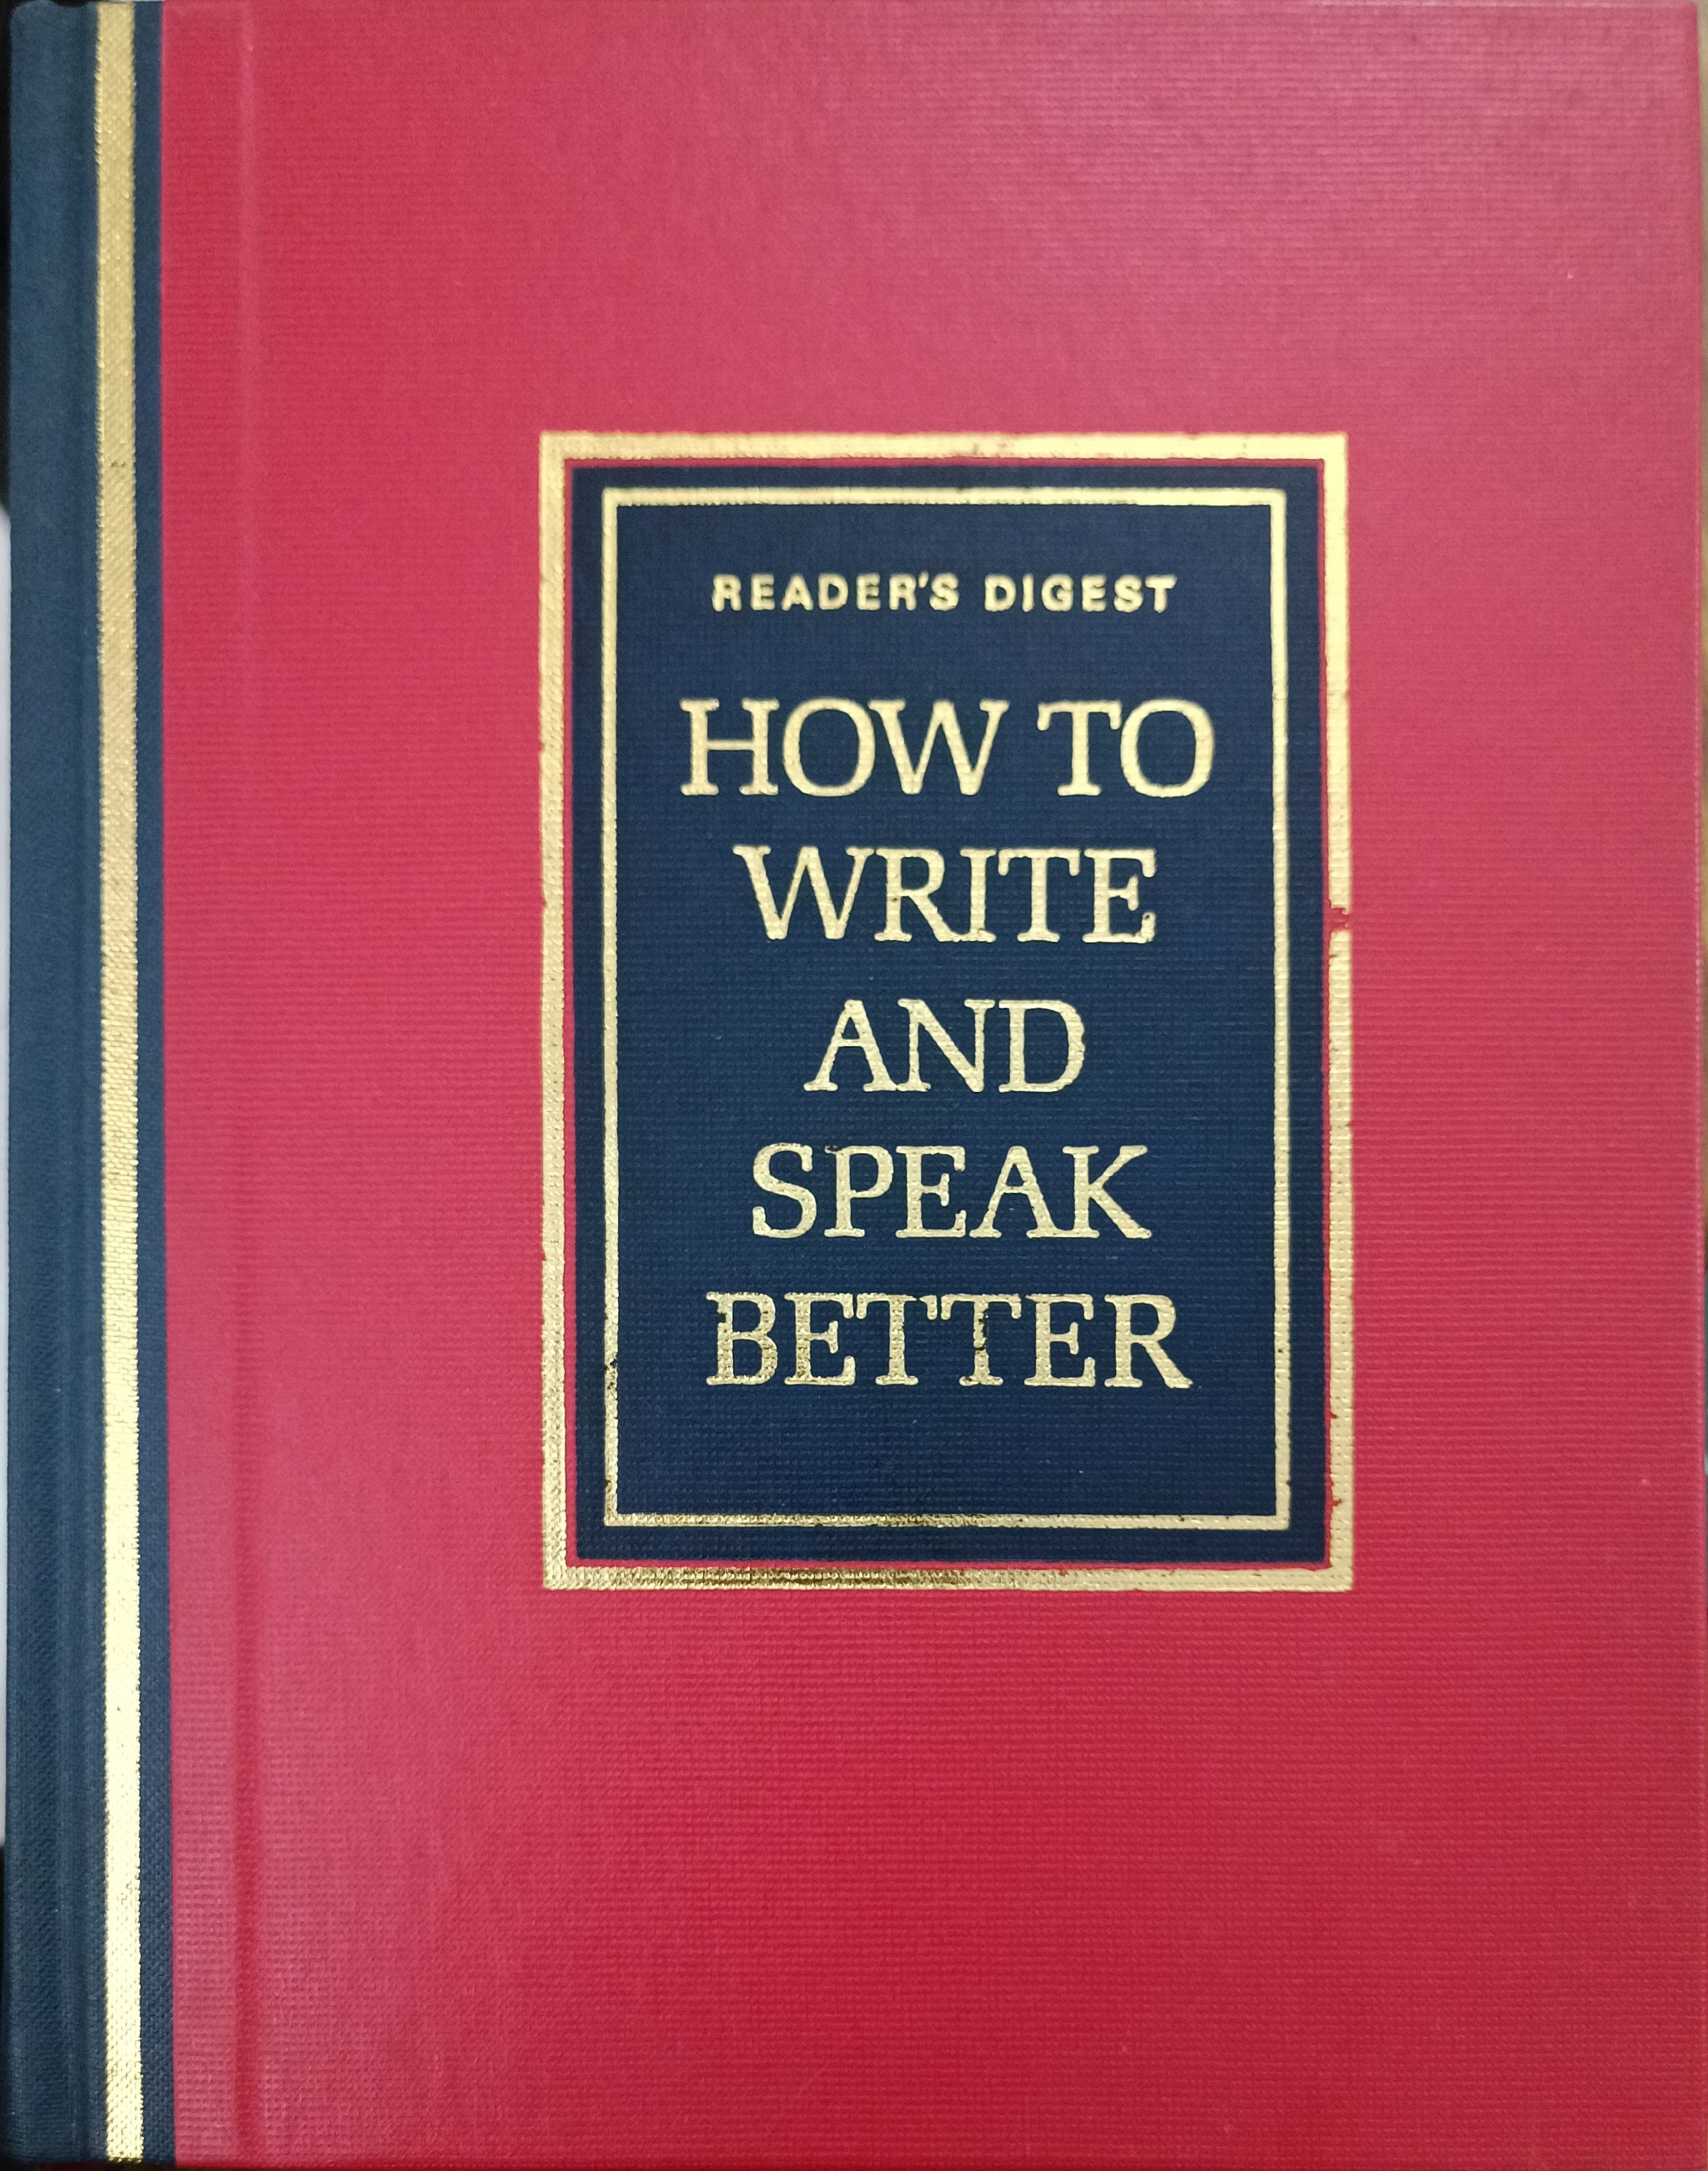 READER'S DIGEST
HOW TO
WRITE
AND
SPEAK
BETTER